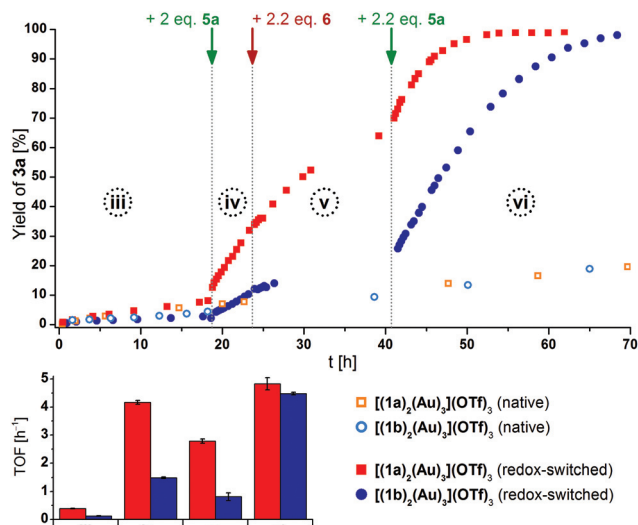 + 2 eq. 5a
+ 2.2 eq. 6
+ 2.2 eq. 5a
Yield of 3a [%]
100
90
80
70
60
50
40
30
20
10
0
iii
iv
v
vi
0
10
20
30
40
50
60
70
t [h]
TOF [h⁻¹]
5
4
3
2
1
0
[(1a)₂(Au)₃](OTf)₃ (native)
[(1b)₂(Au)₃](OTf)₃ (native)
[(1a)₂(Au)₃](OTf)₃ (redox-switched)
[(1b)₂(Au)₃](OTf)₃ (redox-switched)